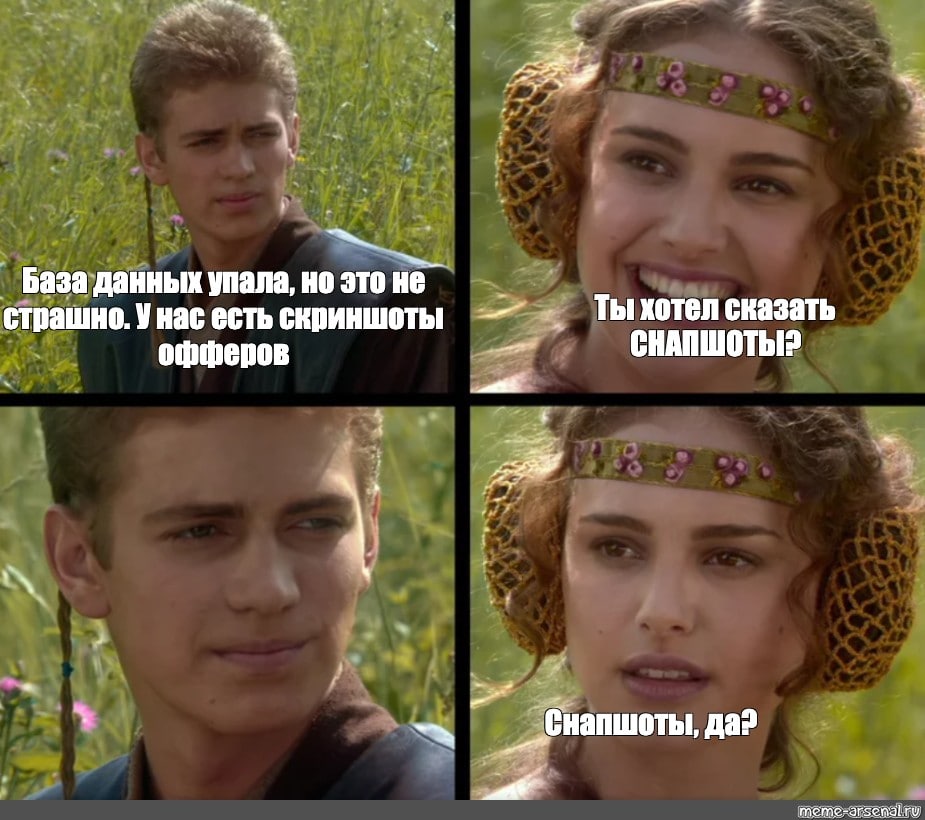 База данных упала, но это не
страшно. У нас есть скриншоты
офферов
Ты хотел сказать
СНАПШОТЫ?
Снапшоты, да?
meme-arsenal.ru